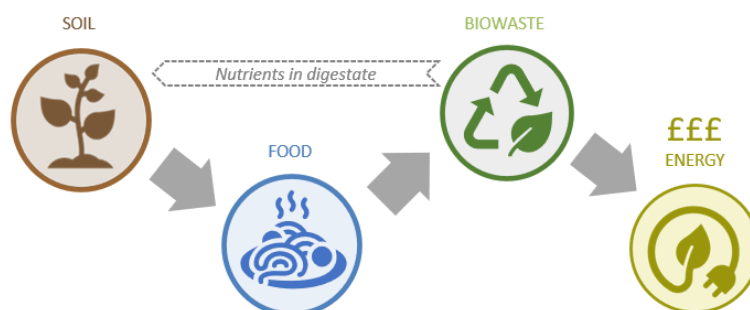 SOIL
BIOWASTE
Nutrients in digestate
FOOD
£££
ENERGY